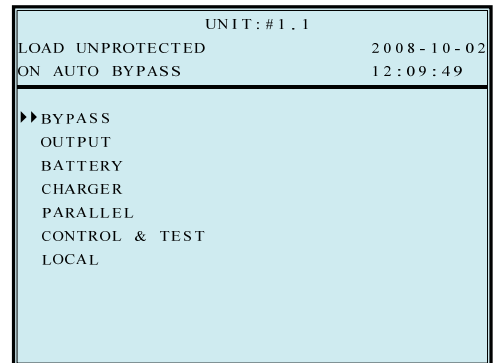 UNIT:#1.1
LOAD UNPROTECTED 2008-10-02
ON AUTO BYPASS 12:09:49
BYPASS
OUTPUT
BATTERY
CHARGER
PARALLEL
CONTROL & TEST
LOCAL